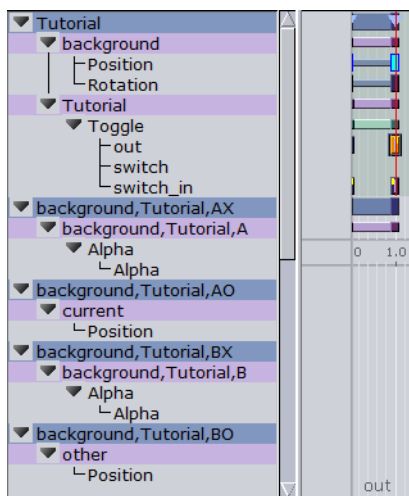 Tutorial
background
Position
Rotation
Tutorial
Toggle
out
switch
switch_in
background,Tutorial,AX
background,Tutorial,A
Alpha
Alpha
background,Tutorial,AO
current
Position
background,Tutorial,BX
background,Tutorial,B
Alpha
Alpha
background,Tutorial,BO
other
Position
0 1.0
out